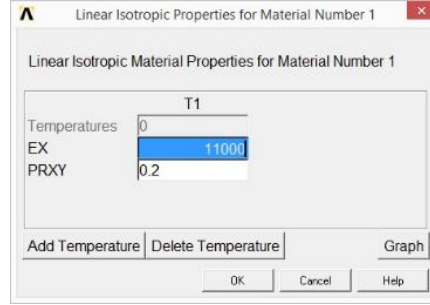 Linear Isotropic Properties for Material Number 1
Linear Isotropic Material Properties for Material Number 1
T1
Temperatures 0
EX 11000
PRXY 0.2
Add Temperature Delete Temperature Graph
OK Cancel Help